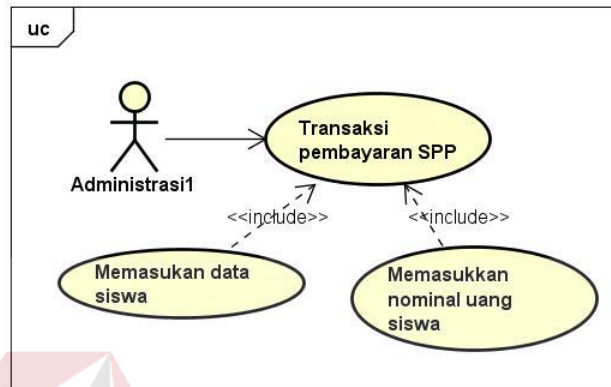 uc
Administrasi1
Transaksi
pembayaran SPP
<<include>>
<<include>>
Memasukan data
siswa
Memasukkan
nominal uang
siswa